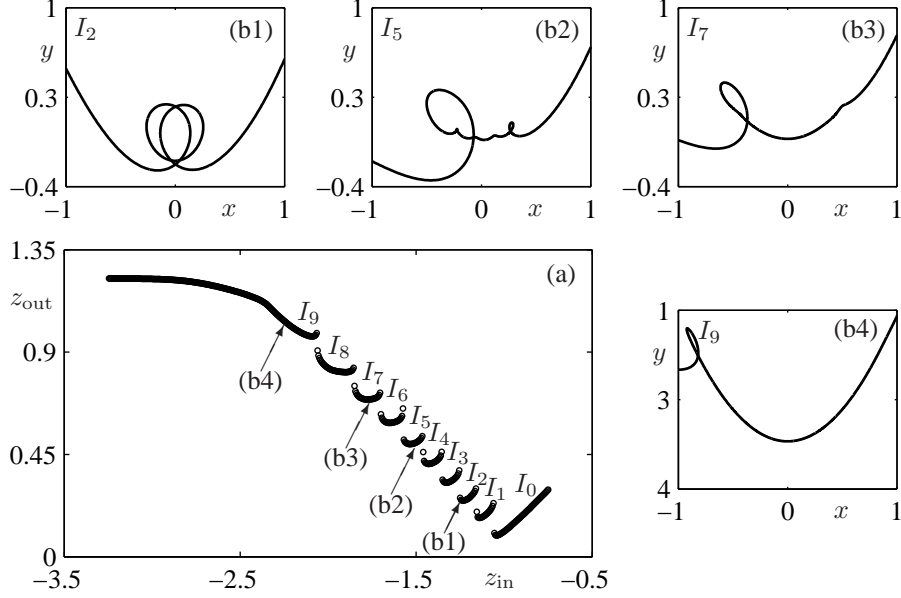 1 I₂ (b1) 1 I₅ (b2) 1 I₇ (b3)
y y y
0.3 0.3 0.3
−0.4 −0.4 −0.4
−1 0 x 1 −1 0 x 1 −1 0 x 1
1.35 (a)
z_out
0.9
0.45
0
−3.5 −2.5 −1.5 z_in −0.5
I₉ I₈ I₇ I₆ I₅ I₄ I₃ I₂ I₁ I₀
(b4) (b3) (b2) (b1)
1 I₉ (b4)
y
3
4
−1 0 x 1